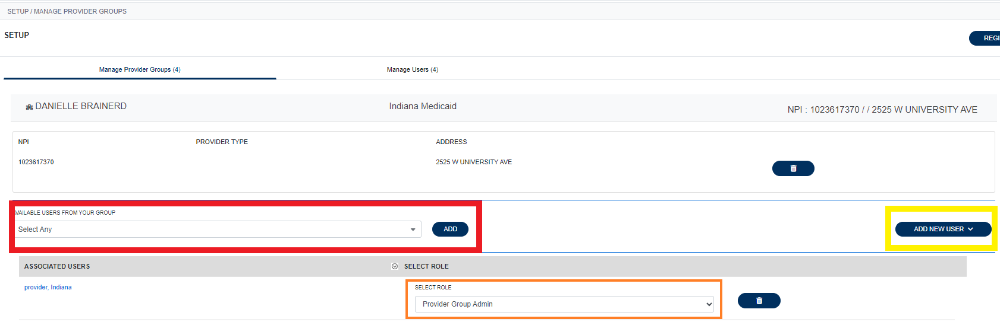 SETUP / MANAGE PROVIDER GROUPS
SETUP
REGI
Manage Provider Groups (4) Manage Users (4)
DANIELLE BRAINERD Indiana Medicaid NPI : 1023617370 / / 2525 W UNIVERSITY AVE
NPI PROVIDER TYPE ADDRESS
1023617370 2525 W UNIVERSITY AVE
AVAILABLE USERS FROM YOUR GROUP
Select Any ADD ADD NEW USER
ASSOCIATED USERS SELECT ROLE
provider, Indiana SELECT ROLE
Provider Group Admin